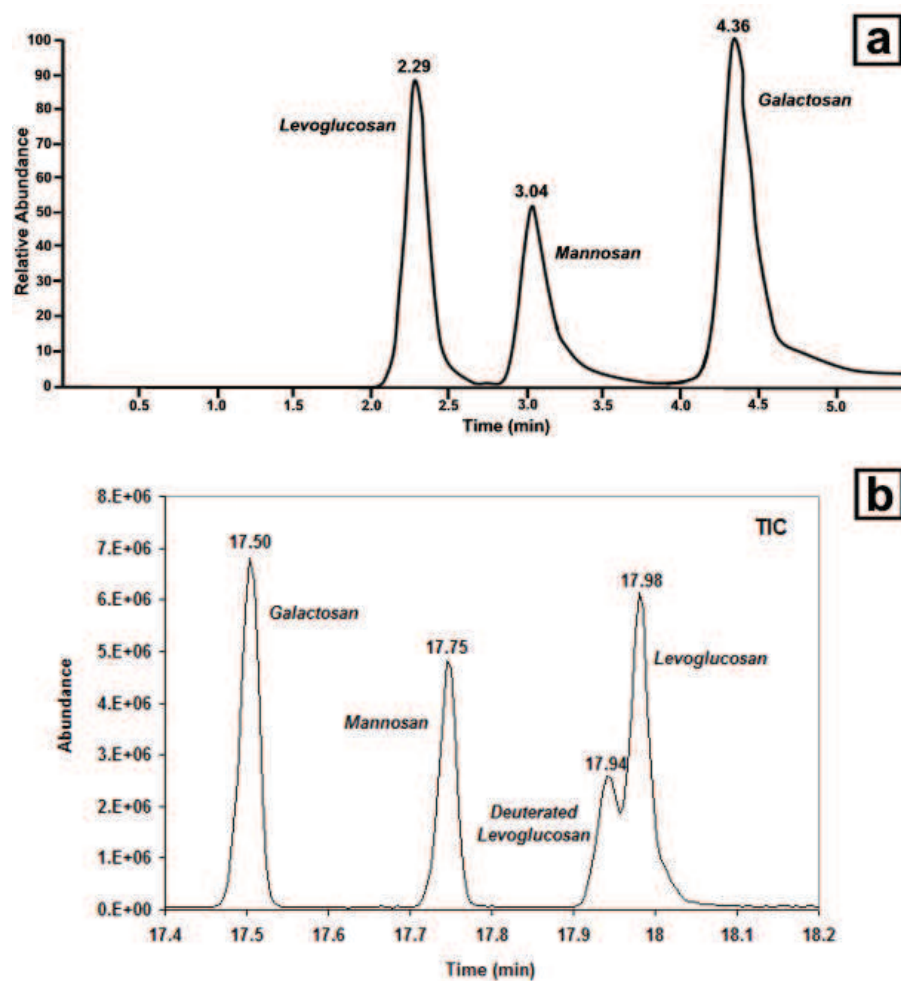 a
4.36
100
2.29
90
Galactosan
80
Levoglucosan
70
3.04
60
50
Mannosan
40
30
20
10
0
Relative Abundance
0.5 1.0 1.5 2.0 2.5 3.0 3.5 4.0 4.5 5.0
Time (min)
b
8.E+06
TIC
17.50
7.E+06
17.98
Galactosan
6.E+06
17.75
Levoglucosan
5.E+06
Mannosan
4.E+06
3.E+06
17.94
Deuterated
Levoglucosan
2.E+06
1.E+06
0.E+00
Abundance
17.4 17.5 17.6 17.7 17.8 17.9 18 18.1 18.2
Time (min)